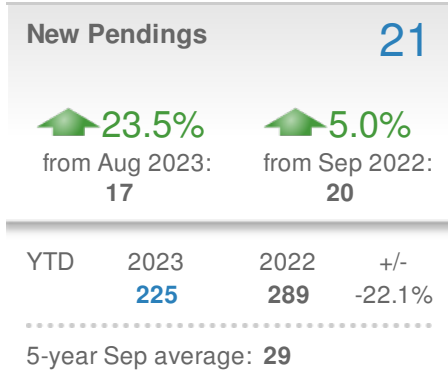 New Pendings 21
23.5% 5.0%
from Aug 2023: from Sep 2022:
17 20
YTD 2023 2022 +/-
225 289 -22.1%
5-year Sep average: 29